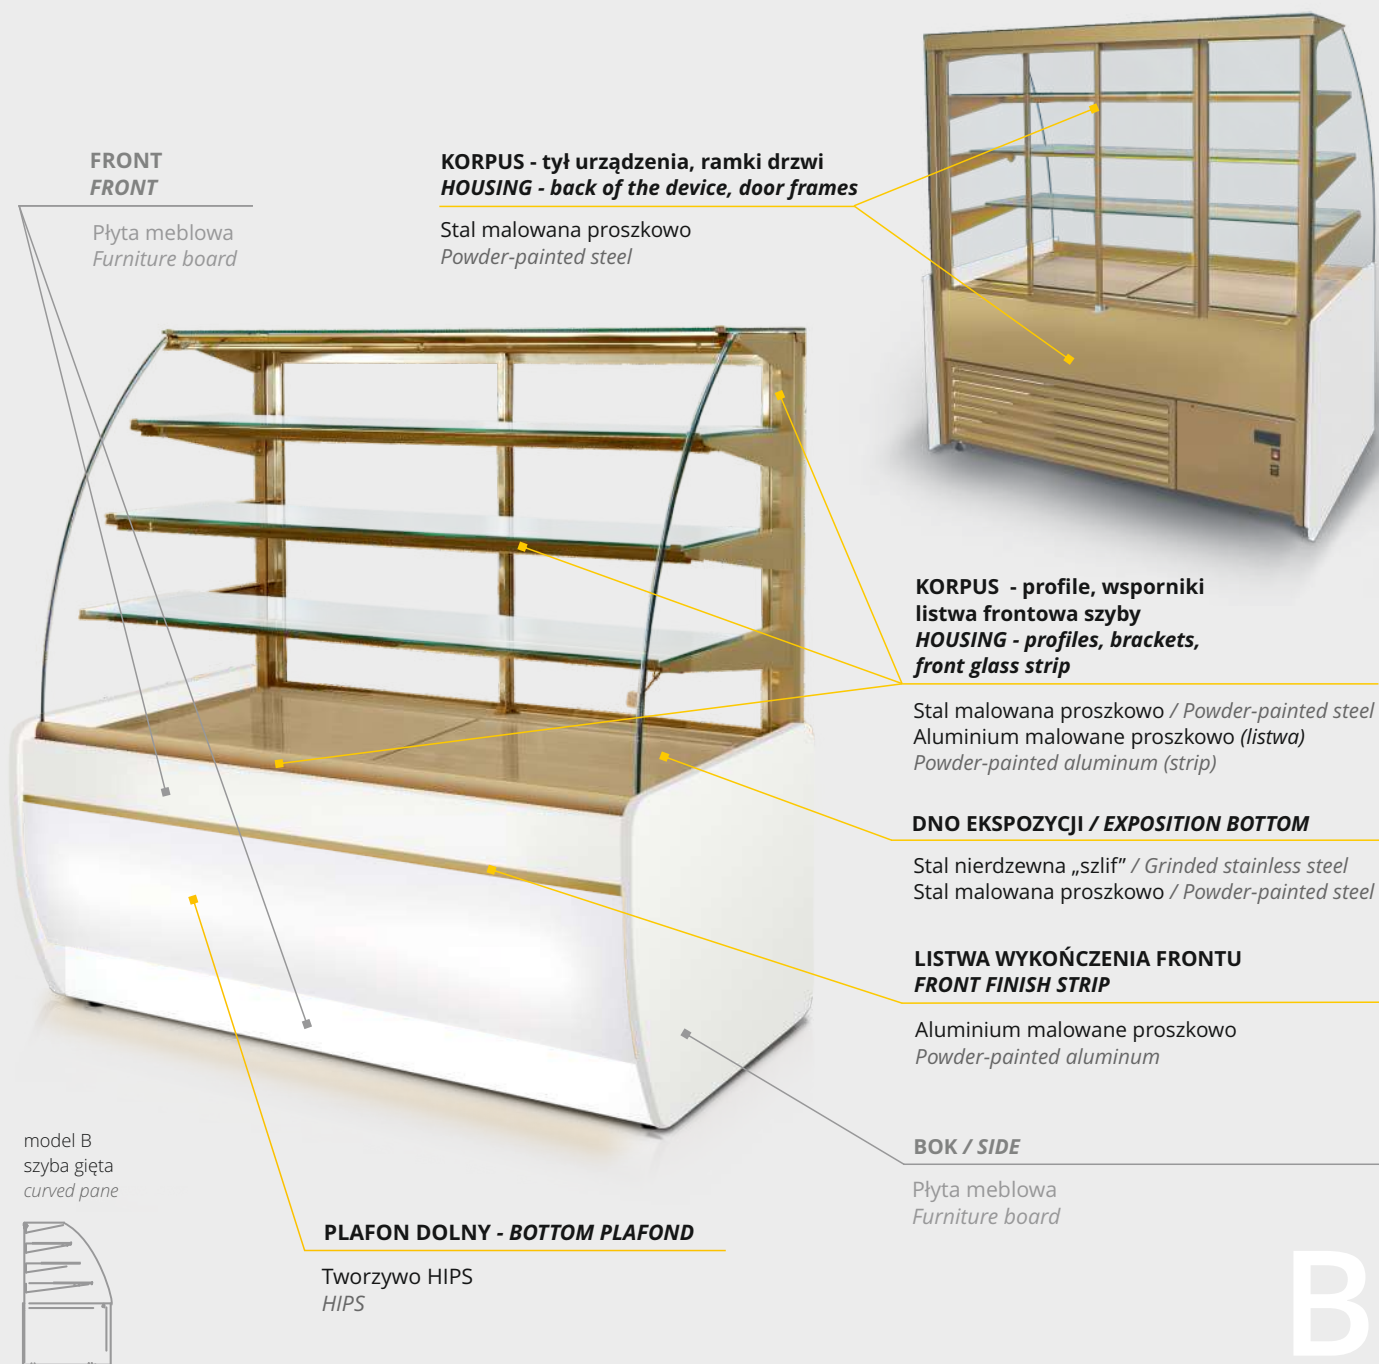 FRONT
FRONT
Płyta meblowa
Furniture board
KORPUS - tył urządzenia, ramki drzwi
HOUSING - back of the device, door frames
Stal malowana proszkowo
Powder-painted steel
KORPUS - profile, wsporniki
listwa frontowa szyby
HOUSING - profiles, brackets,
front glass strip
Stal malowana proszkowo / Powder-painted steel
Aluminium malowane proszkowo (listwa)
Powder-painted aluminum (strip)
DNO EKSPOZYCJI / EXPOSITION BOTTOM
Stal nierdzewna „szlif” / Grinded stainless steel
Stal malowana proszkowo / Powder-painted steel
LISTWA WYKOŃCZENIA FRONTU
FRONT FINISH STRIP
Aluminium malowane proszkowo
Powder-painted aluminum
BOK / SIDE
Płyta meblowa
Furniture board
model B
szyba gięta
curved pane
PLAFON DOLNY - BOTTOM PLAFOND
Tworzywo HIPS
HIPS
B